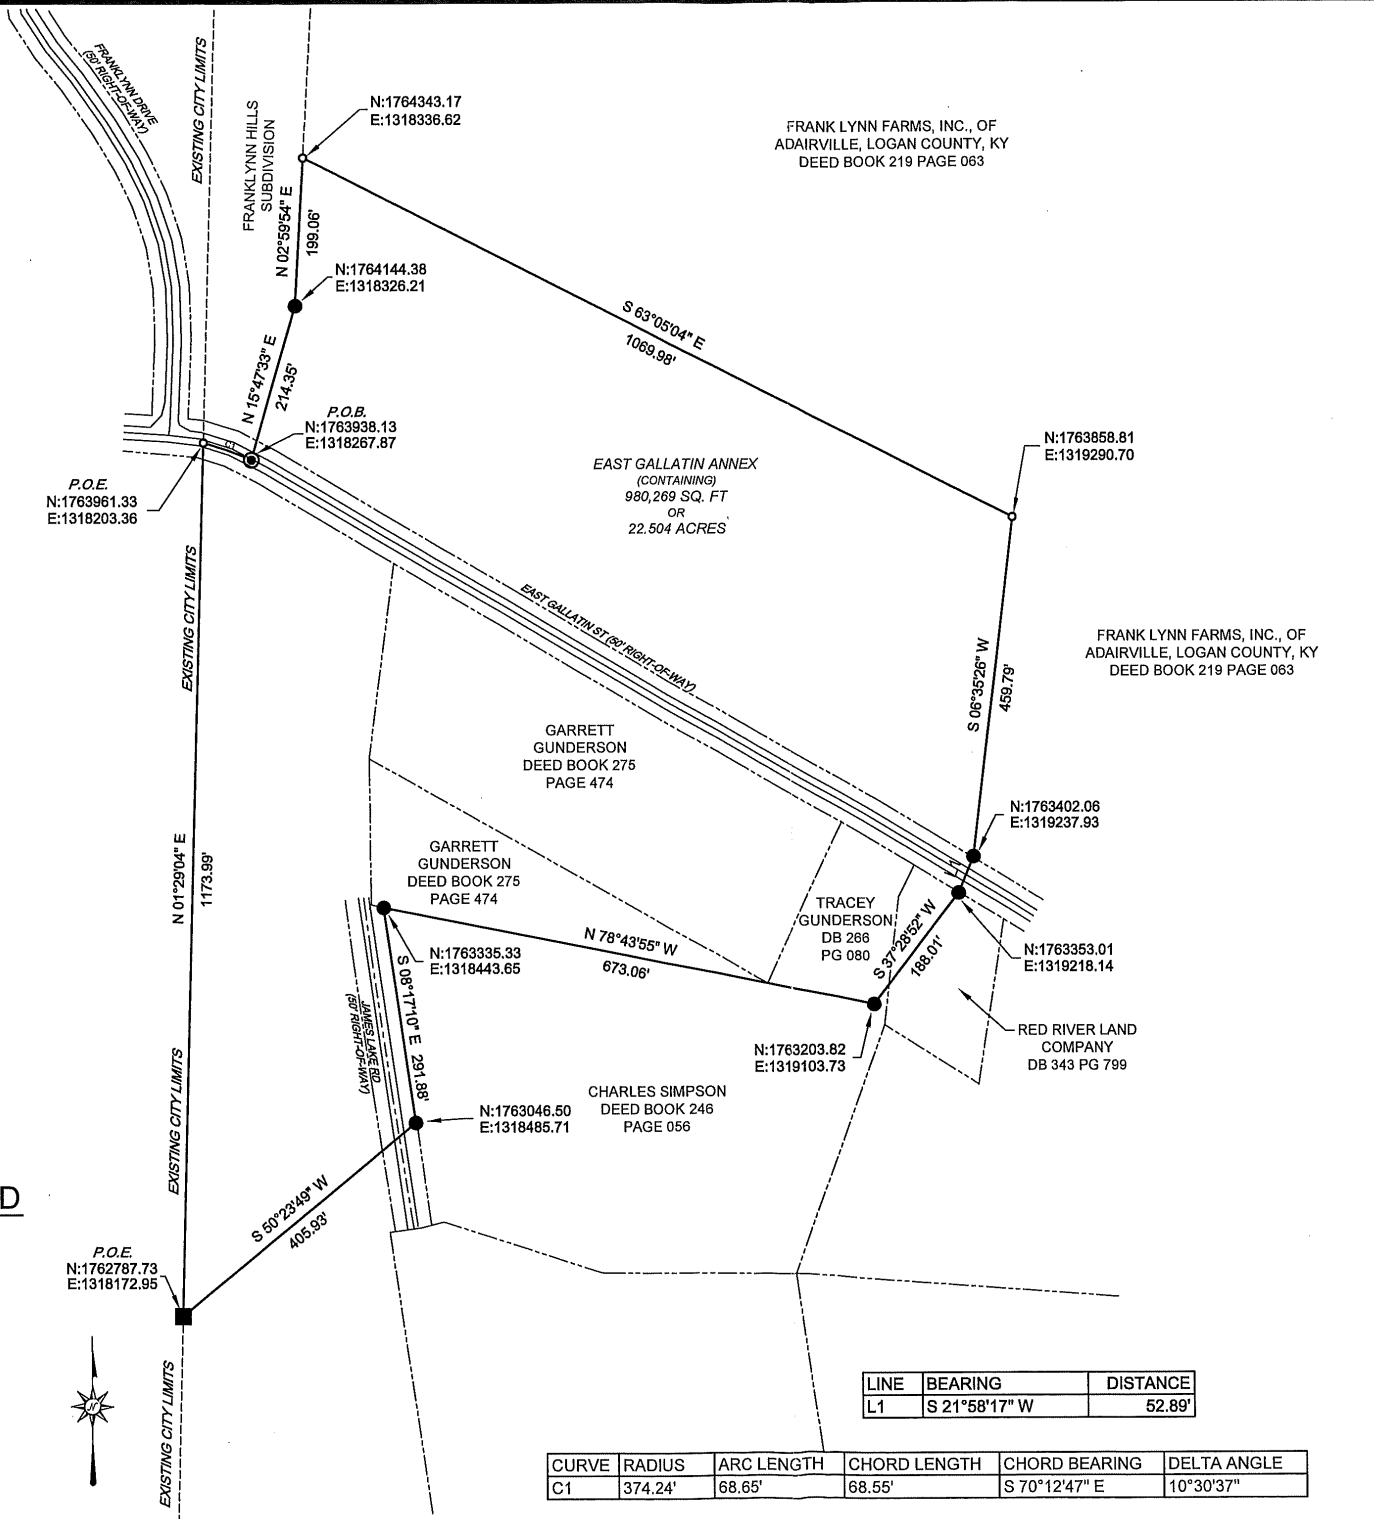 FRANKLYNN DRIVE
(50' RIGHT-OF-WAY)
EXISTING CITY LIMITS
FRANKLYNN HILLS
SUBDIVISION
N:1764343.17
E:1318336.62
FRANK LYNN FARMS, INC., OF
ADAIRVILLE, LOGAN COUNTY, KY
DEED BOOK 219 PAGE 063
N 02°59'54" E
199.06'
N:1764144.38
E:1318326.21
S 63°05'04" E
1069.98'
N 15°47'33" E
214.35'
P.O.B.
N:1763938.13
E:1318267.87
C1
P.O.E.
N:1763961.33
E:1318203.36
N:1763858.81
E:1319290.70
EAST GALLATIN ANNEX
(CONTAINING)
980,269 SQ. FT
OR
22.504 ACRES
EXISTING CITY LIMITS
EAST GALLATIN ST (50' RIGHT-OF-WAY)
FRANK LYNN FARMS, INC., OF
ADAIRVILLE, LOGAN COUNTY, KY
DEED BOOK 219 PAGE 063
S 06°35'26" W
459.79'
GARRETT
GUNDERSON
DEED BOOK 275
PAGE 474
N:1763402.06
E:1319237.93
L1
N 01°29'04" E
1173.99'
GARRETT
GUNDERSON
DEED BOOK 275
PAGE 474
TRACEY
GUNDERSON
DB 266
PG 080
S 37°28'52" W
188.01'
N 78°43'55" W
673.06'
N:1763335.33
E:1318443.65
N:1763353.01
E:1319218.14
S 08°17'10" E 291.88'
JAMES LAKE RD
(50' RIGHT-OF-WAY)
RED RIVER LAND
COMPANY
DB 343 PG 799
N:1763203.82
E:1319103.73
CHARLES SIMPSON
DEED BOOK 246
PAGE 056
N:1763046.50
E:1318485.71
EXISTING CITY LIMITS
D
S 50°23'49" W
405.93'
P.O.E.
N:1762787.73
E:1318172.95
N
EXISTING CITY LIMITS
LINE BEARING DISTANCE
L1 S 21°58'17" W 52.89'
CURVE RADIUS ARC LENGTH CHORD LENGTH CHORD BEARING DELTA ANGLE
C1 374.24' 68.65' 68.55' S 70°12'47" E 10°30'37"